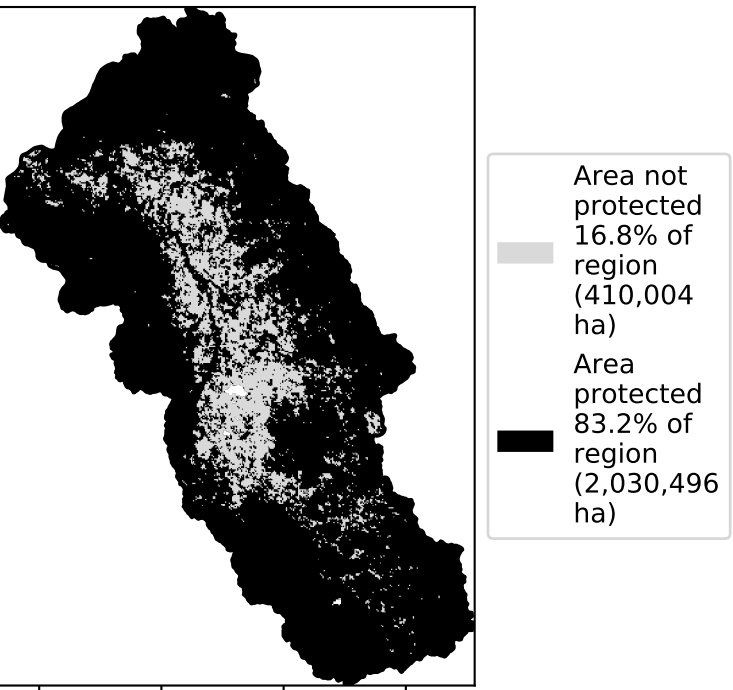 Area not
protected
16.8% of
region
(410,004
ha)
Area
protected
83.2% of
region
(2,030,496
ha)